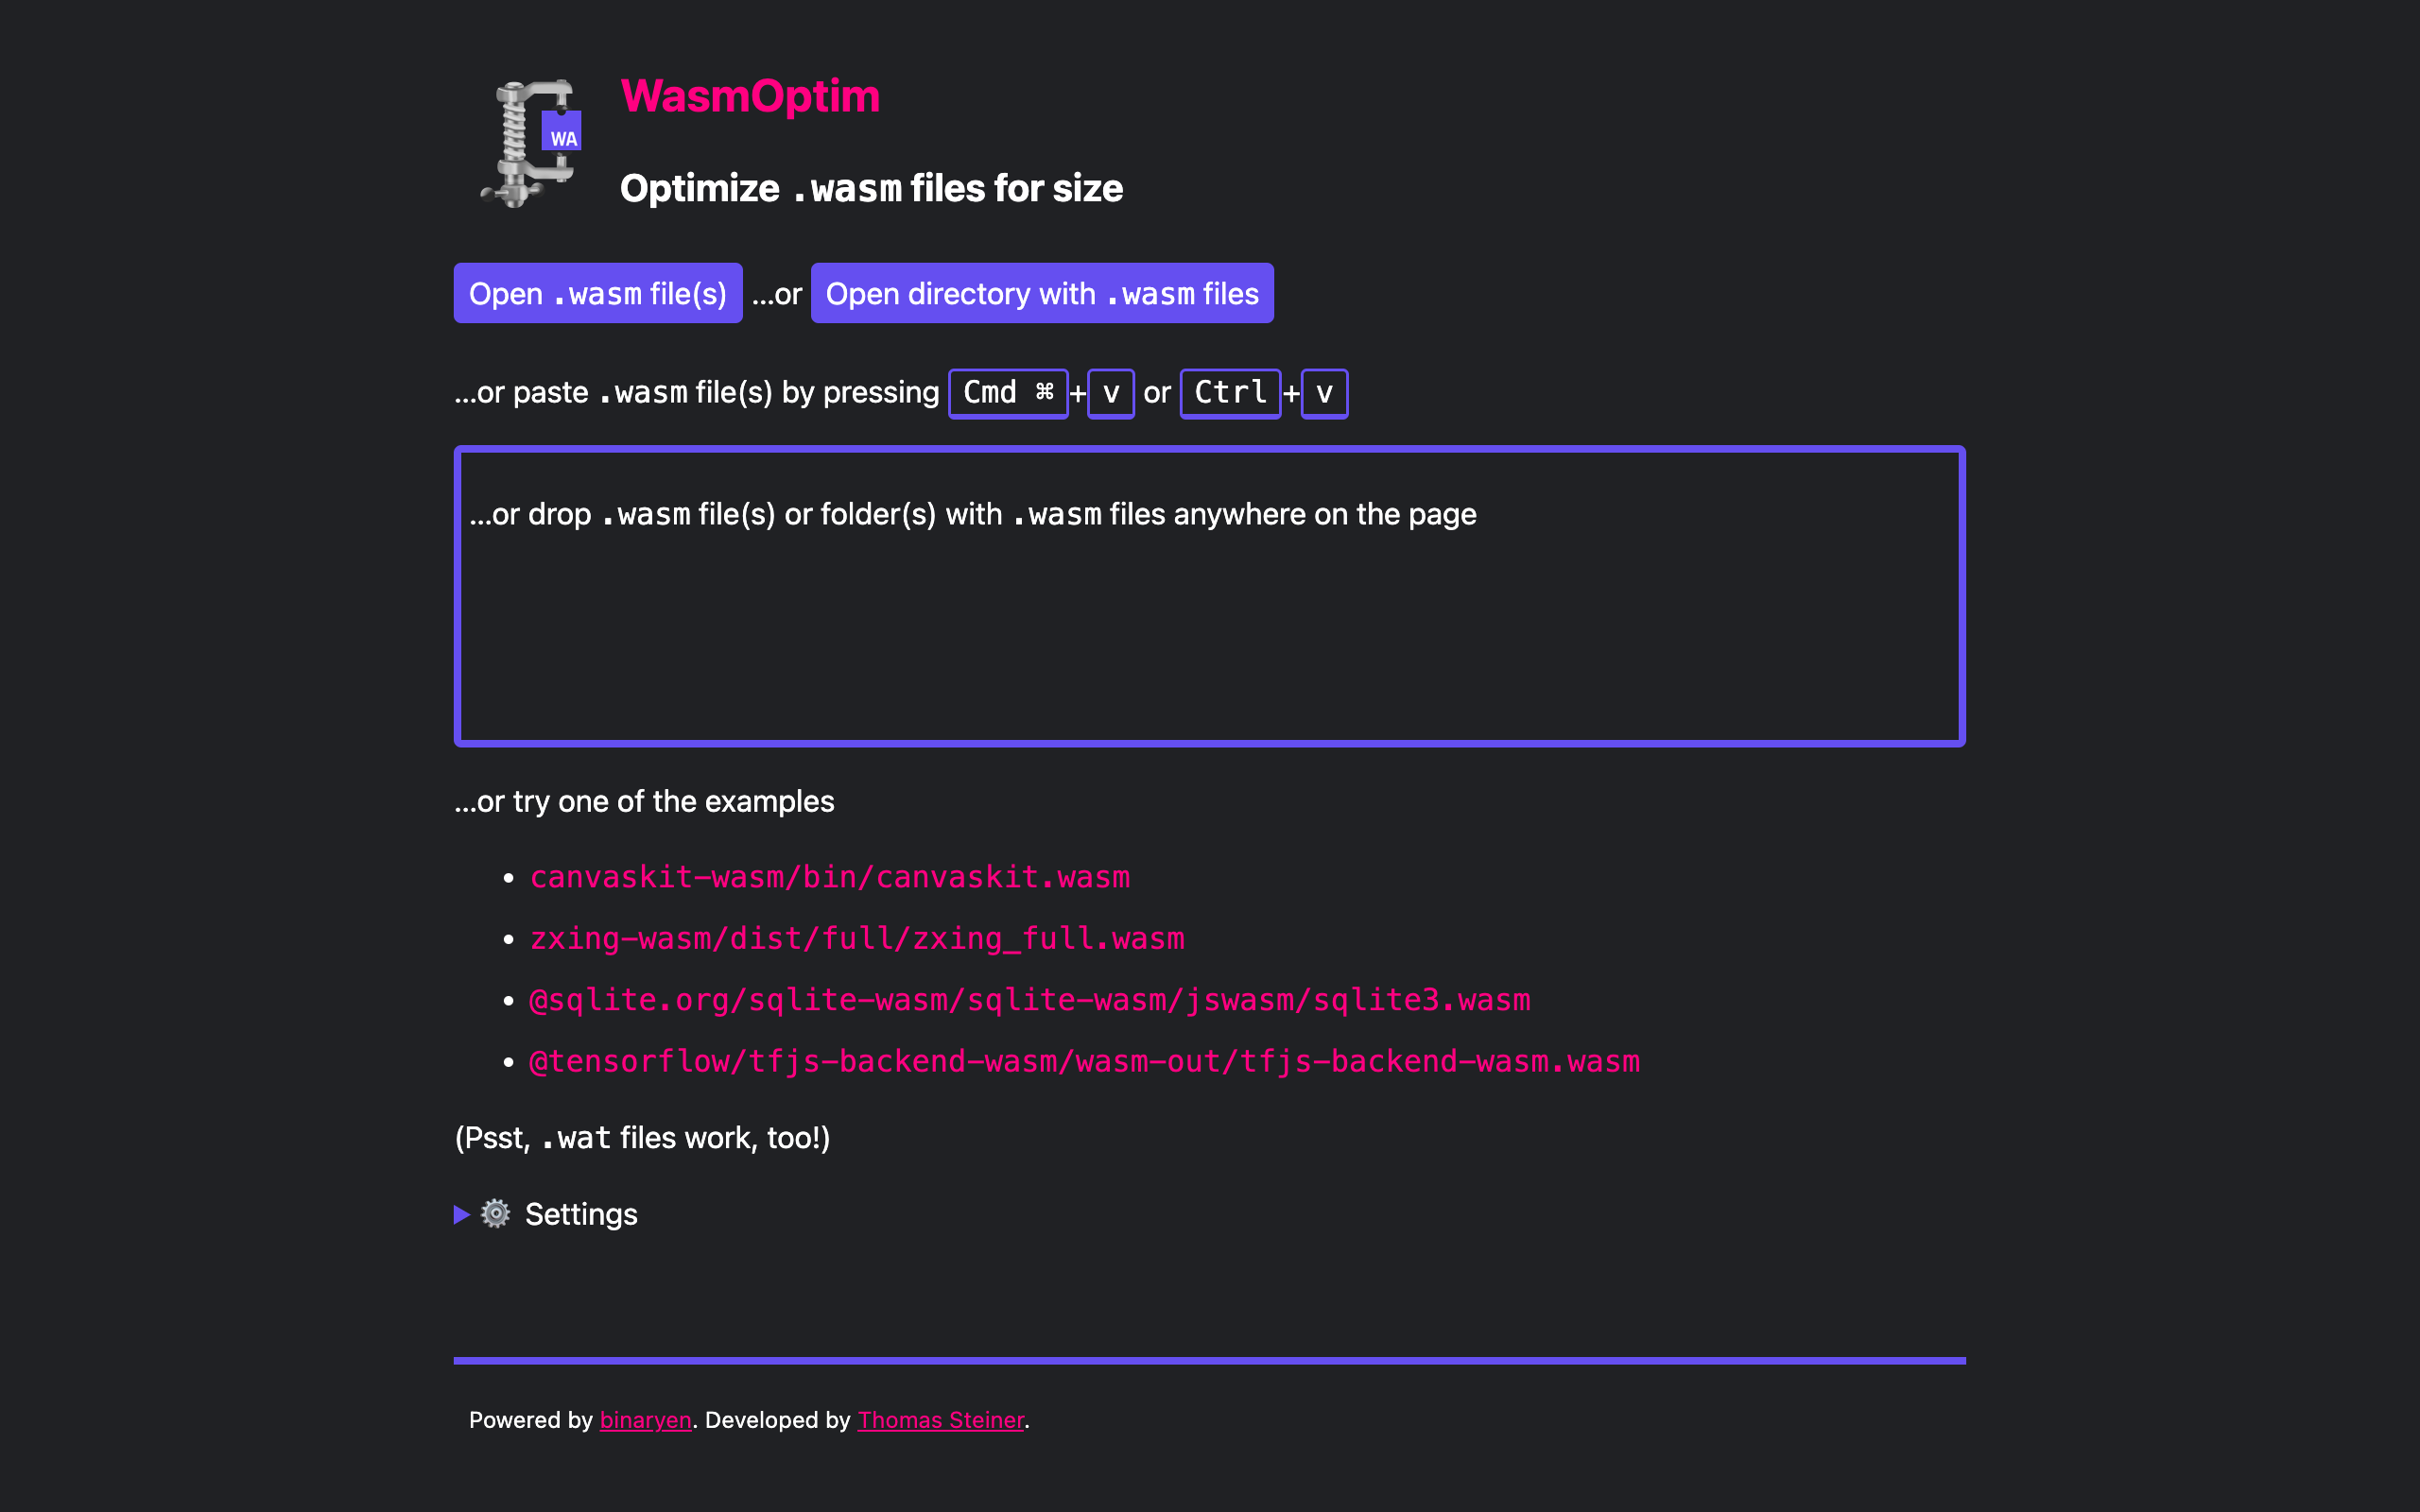 WasmOptim
WA
Optimize .wasm files for size
Open .wasm file(s) …or Open directory with .wasm files
…or paste .wasm file(s) by pressing Cmd ⌘+v or Ctrl+v
…or drop .wasm file(s) or folder(s) with .wasm files anywhere on the page
…or try one of the examples
• canvaskit-wasm/bin/canvaskit.wasm
• zxing-wasm/dist/full/zxing_full.wasm
• @sqlite.org/sqlite-wasm/sqlite-wasm/jswasm/sqlite3.wasm
• @tensorflow/tfjs-backend-wasm/wasm-out/tfjs-backend-wasm.wasm
(Psst, .wat files work, too!)
Settings
Powered by binaryen. Developed by Thomas Steiner.